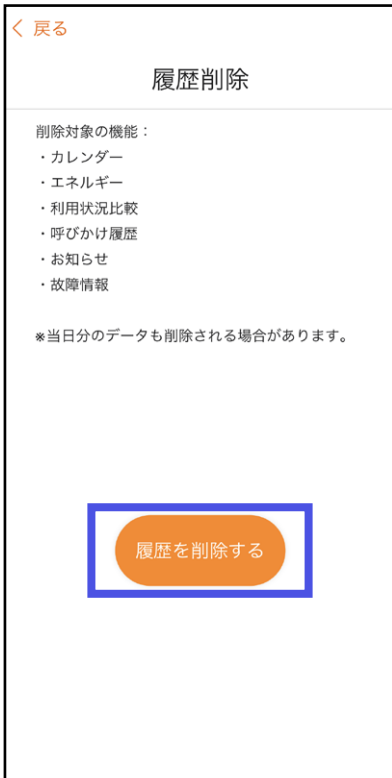 < 戻る
履歴削除
削除対象の機能：
・カレンダー
・エネルギー
・利用状況比較
・呼びかけ履歴
・お知らせ
・故障情報
※当日分のデータも削除される場合があります。
履歴を削除する